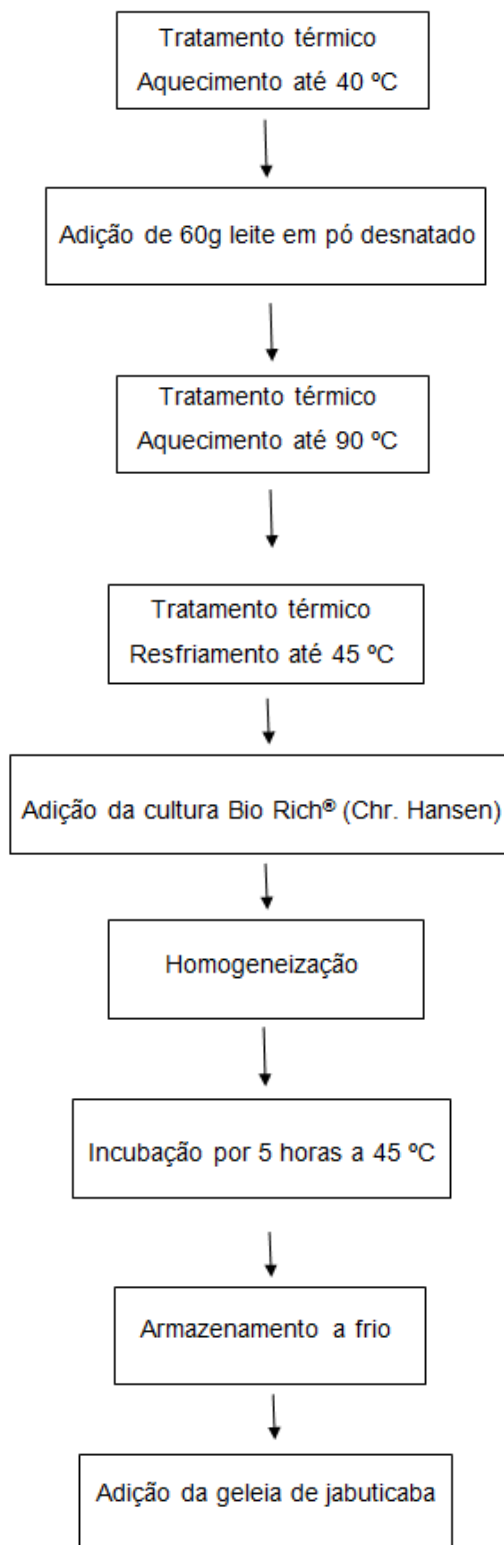 Tratamento térmico
Aquecimento até 40 ºC
Adição de 60g leite em pó desnatado
Tratamento térmico
Aquecimento até 90 ºC
Tratamento térmico
Resfriamento até 45 ºC
Adição da cultura Bio Rich® (Chr. Hansen)
Homogeneização
Incubação por 5 horas a 45 ºC
Armazenamento a frio
Adição da geleia de jabuticaba